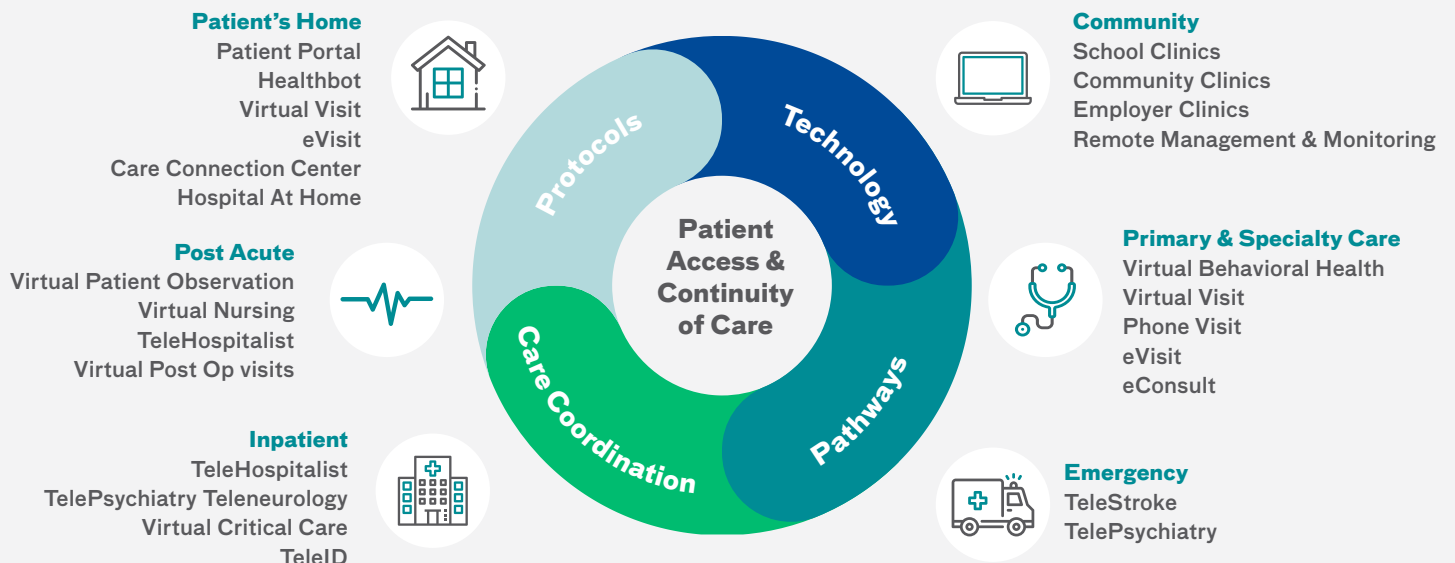 Patient's Home
Patient Portal
Healthbot
Virtual Visit
eVisit
Care Connection Center
Hospital At Home
Post Acute
Virtual Patient Observation
Virtual Nursing
TeleHospitalist
Virtual Post Op visits
Inpatient
TeleHospitalist
TelePsychiatry Teleneurology
Virtual Critical Care
TeleID
Protocols
Technology
Pathways
Care Coordination
Patient
Access &
Continuity
of Care
Community
School Clinics
Community Clinics
Employer Clinics
Remote Management & Monitoring
Primary & Specialty Care
Virtual Behavioral Health
Virtual Visit
Phone Visit
eVisit
eConsult
Emergency
TeleStroke
TelePsychiatry